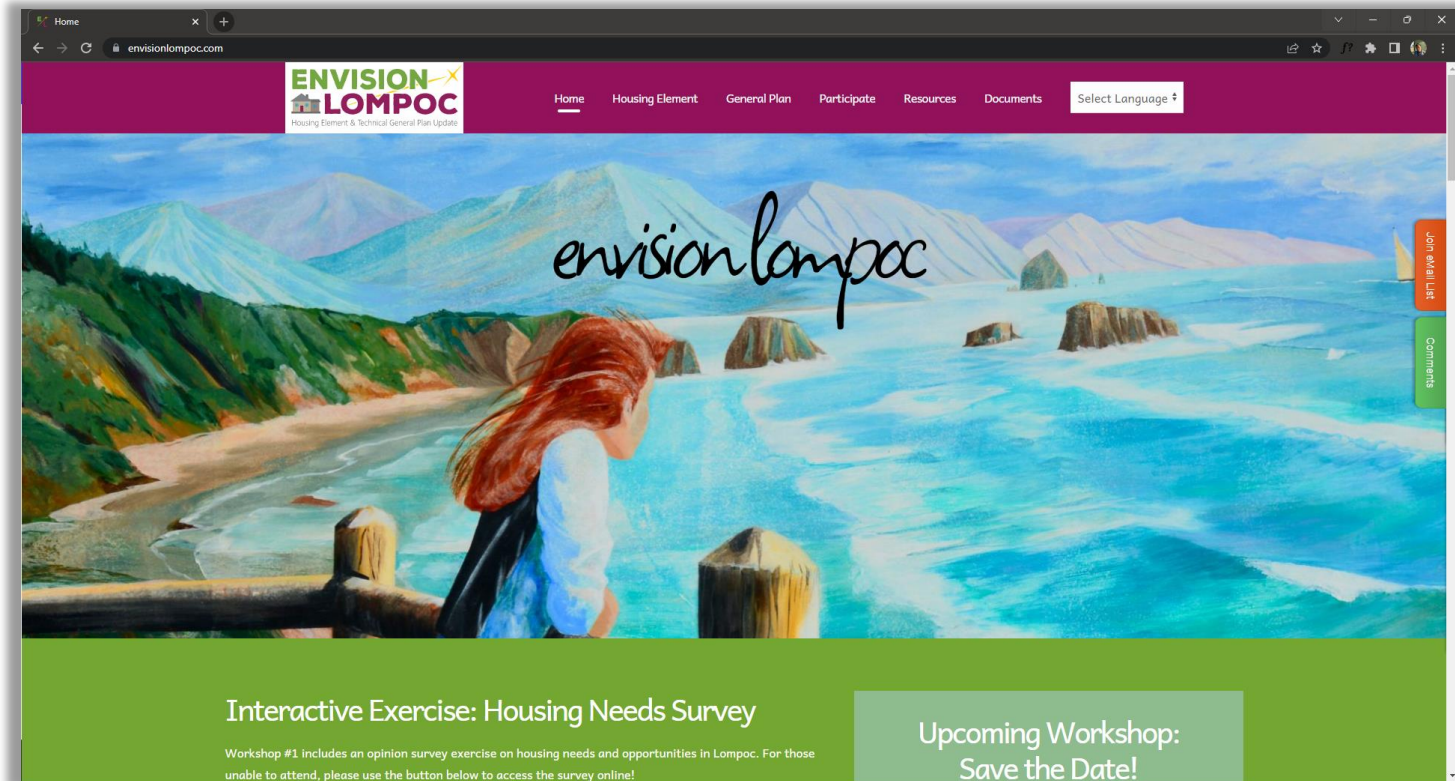 Home
envisionlompoc.com
ENVISION
LOMPOC
Housing Element & Technical General Plan Update
Home Housing Element General Plan Participate Resources Documents Select Language
envision lompoc
Join eMail List
Comments
Interactive Exercise: Housing Needs Survey
Workshop #1 includes an opinion survey exercise on housing needs and opportunities in Lompoc. For those
unable to attend, please use the button below to access the survey online!
Upcoming Workshop:
Save the Date!